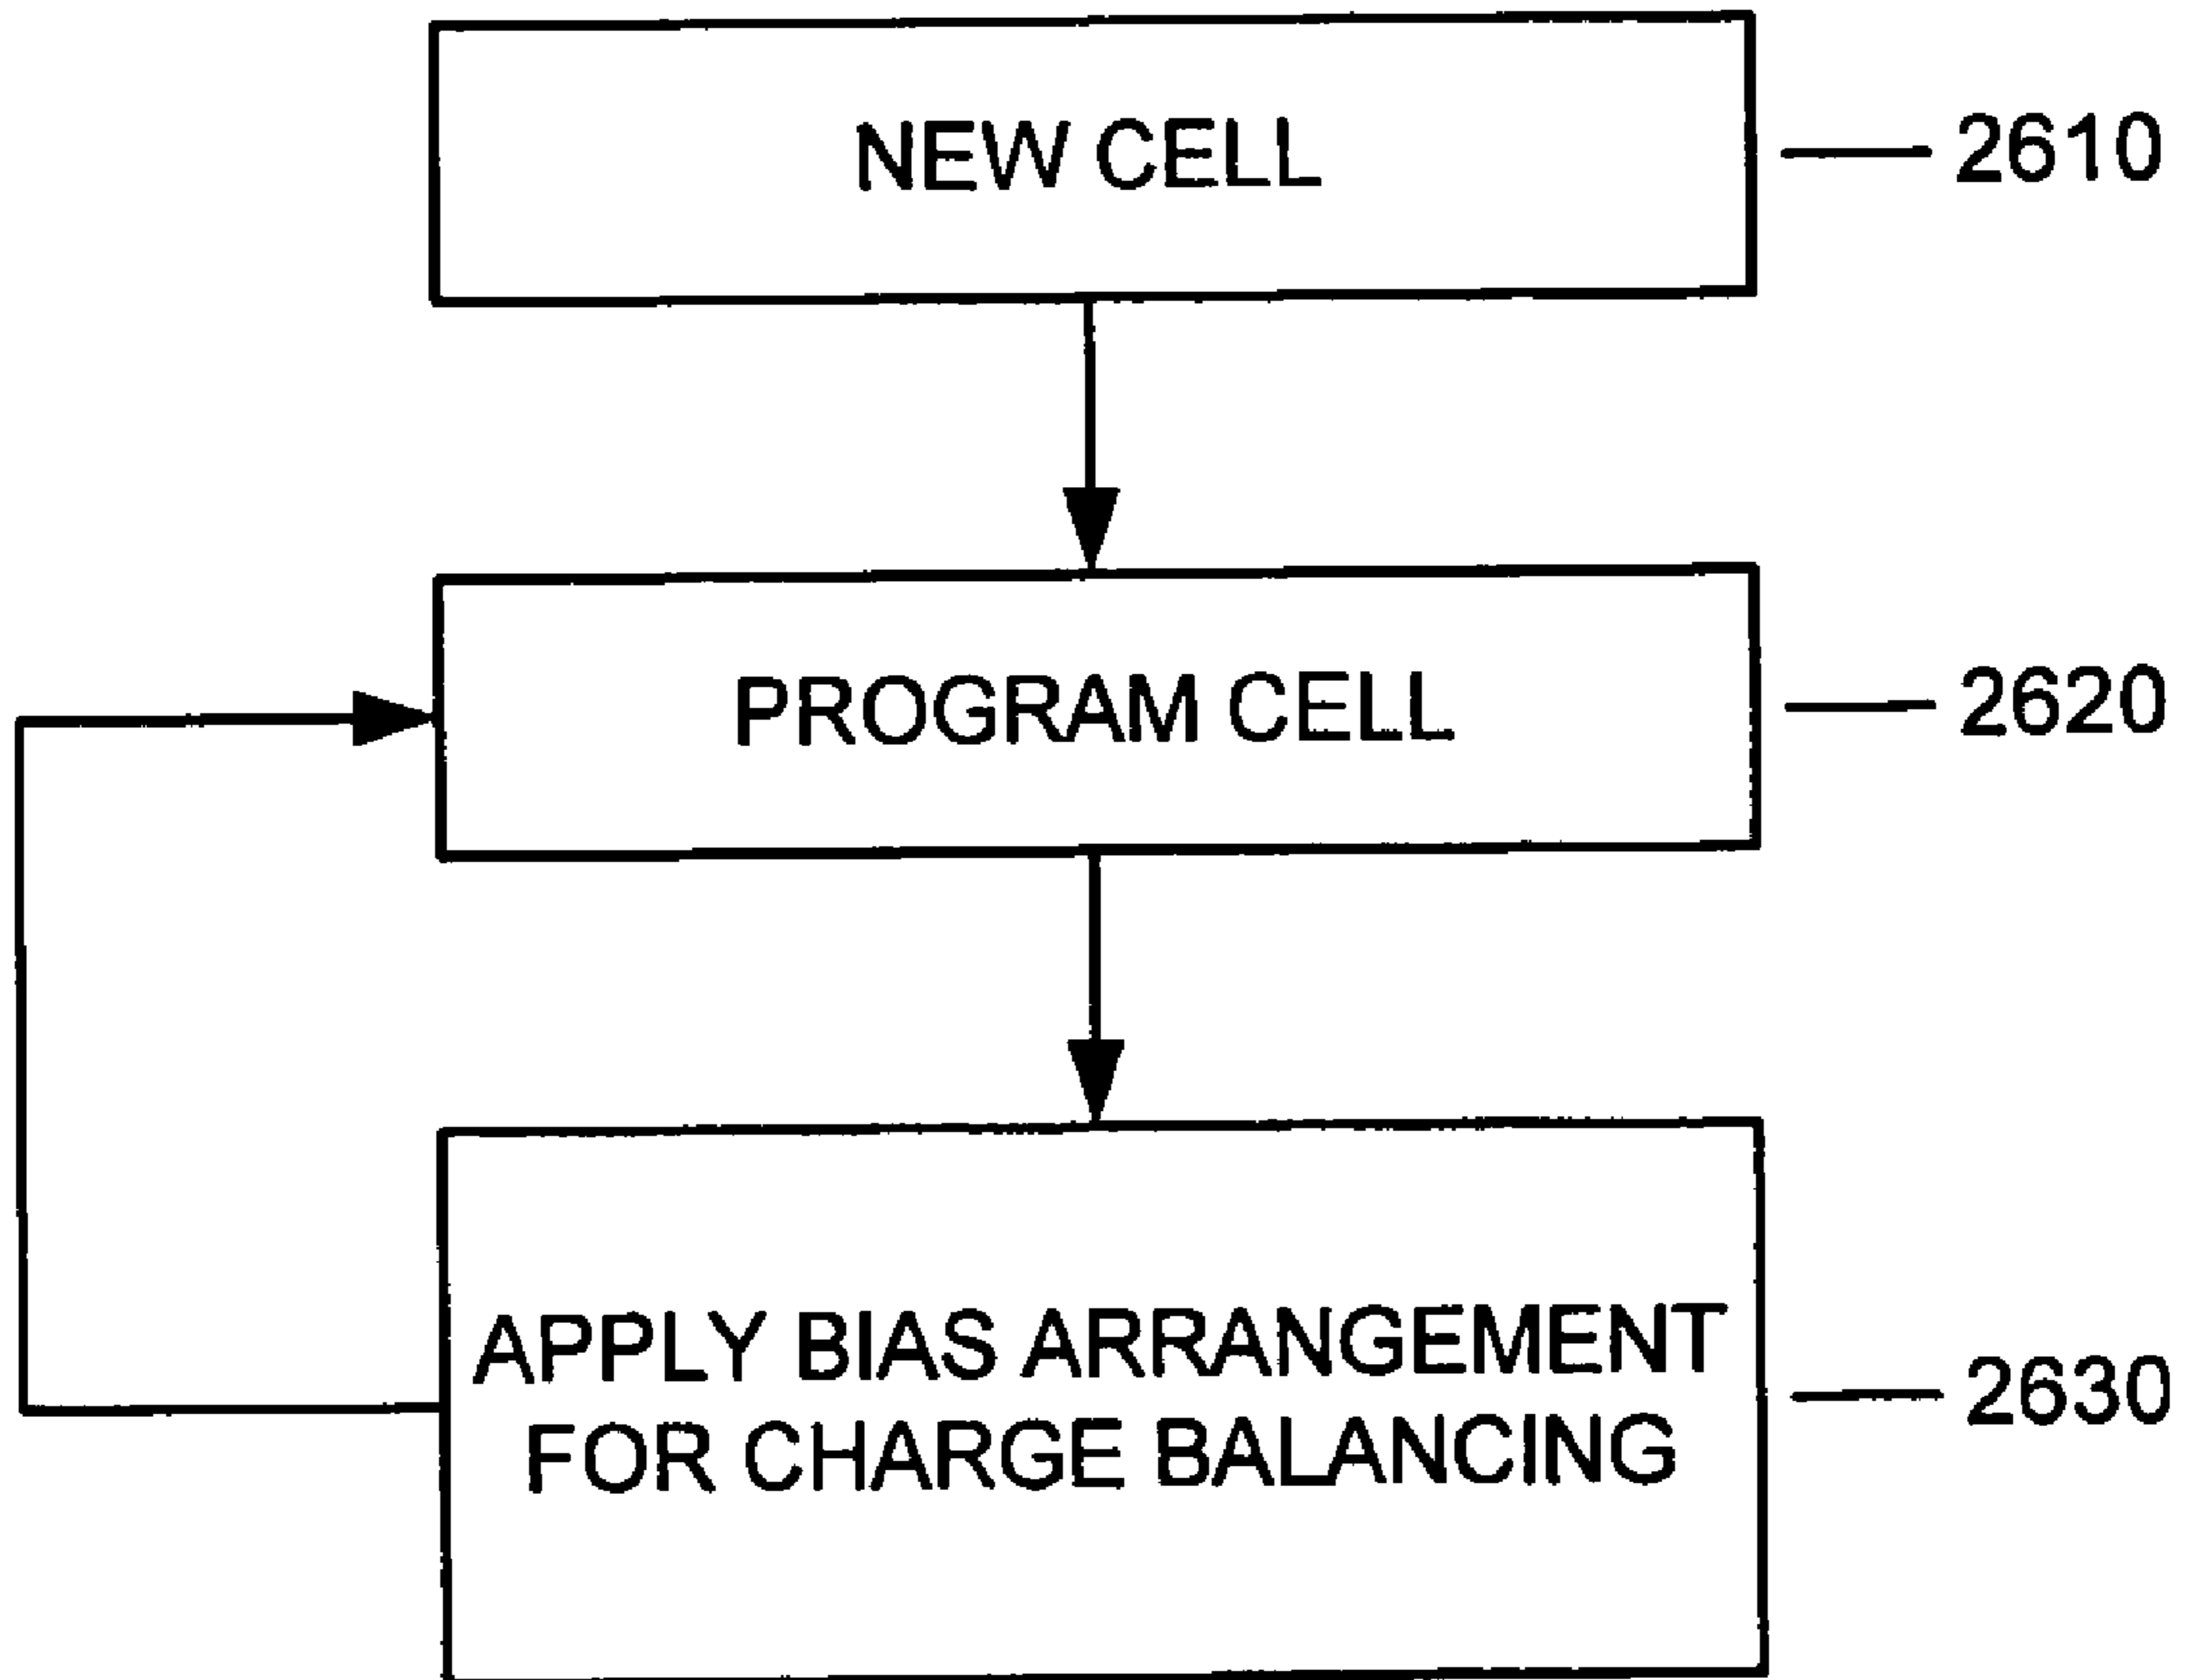 NEW CELL
2610
PROGRAM CELL
2620
APPLY BIAS ARRANGEMENT
FOR CHARGE BALANCING
2630